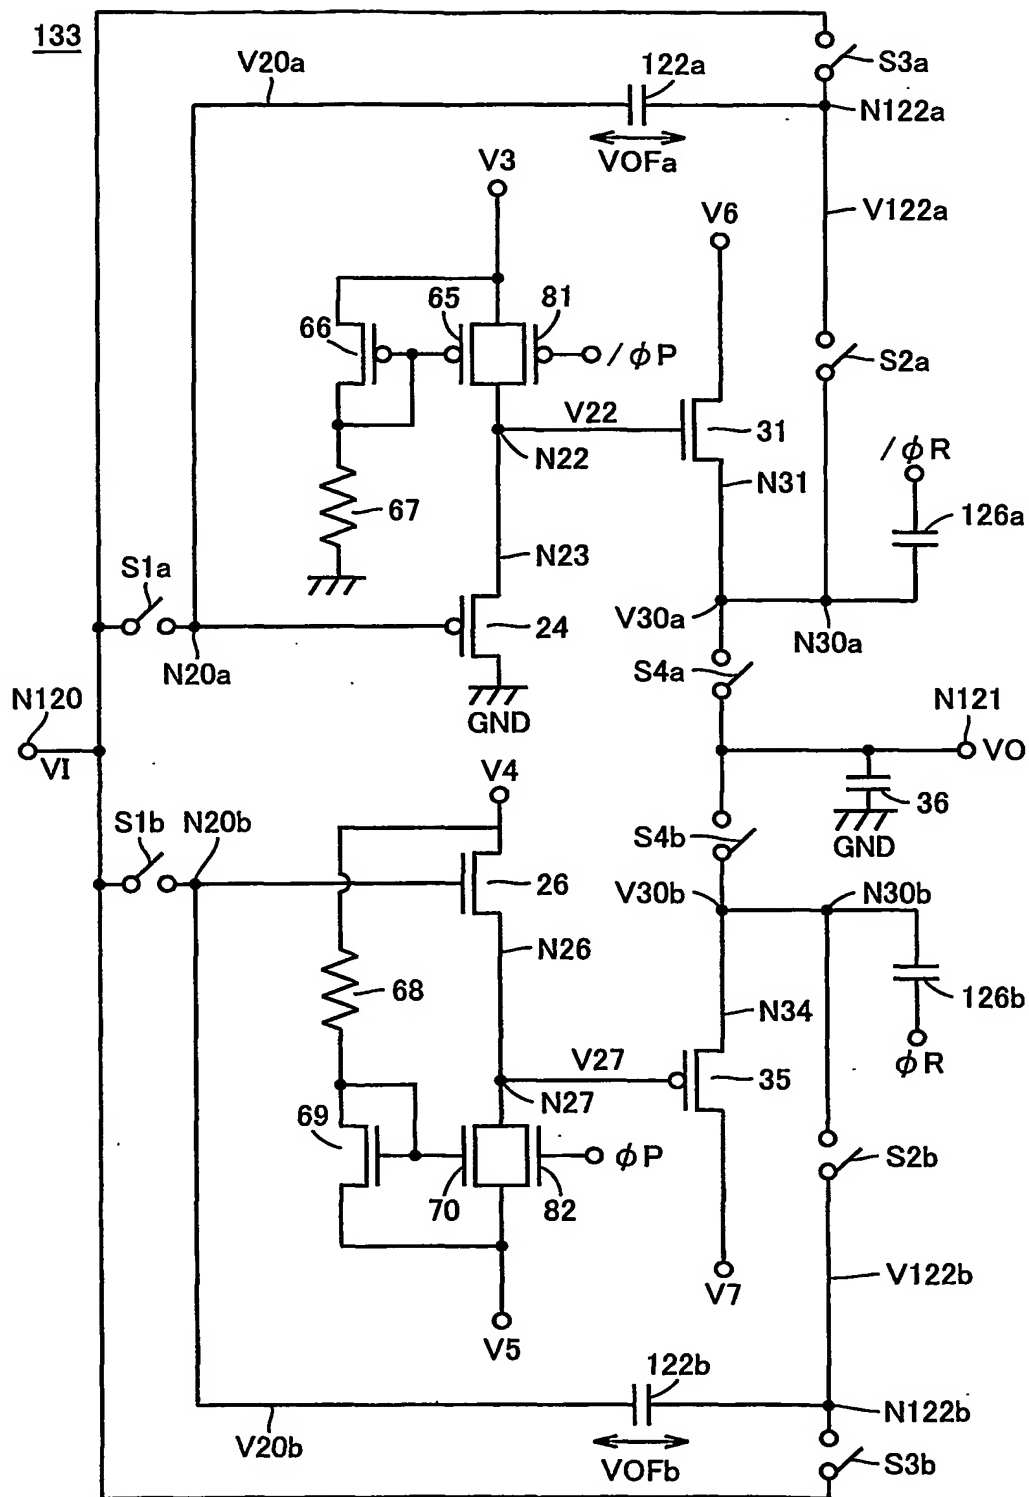 133
S3a
V20a
122a
N122a
VOFa
V3
V122a
V6
65
81
66
/φP
S2a
V22
31
N22
/φR
67
N31
126a
S1a
N23
24
V30a
N30a
N20a
S4a
GND
N120
N121
VI
VO
V4
36
S1b
N20b
S4b
GND
26
V30b
N30b
N26
68
126b
N34
V27
35
φR
N27
69
φP
S2b
70
82
V122b
V7
V5
122b
N122b
V20b
VOFb
S3b